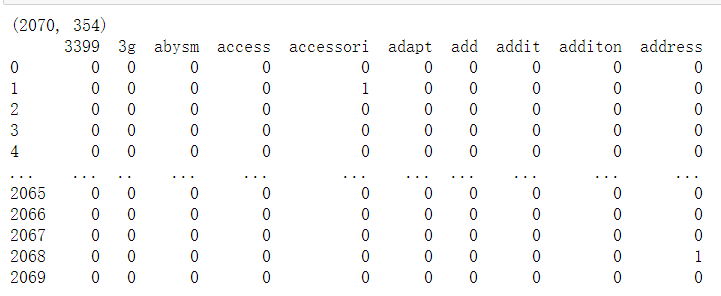 (2070, 354)
3399 3g abysm access accessori adapt add addit additon address
0 0 0 0 0 0 0 0 0 0 0
1 0 0 0 0 1 0 0 0 0 0
2 0 0 0 0 0 0 0 0 0 0
3 0 0 0 0 0 0 0 0 0 0
4 0 0 0 0 0 0 0 0 0 0
... ... .. ... ... ... ... ... ... ... ...
2065 0 0 0 0 0 0 0 0 0 0
2066 0 0 0 0 0 0 0 0 0 0
2067 0 0 0 0 0 0 0 0 0 0
2068 0 0 0 0 0 0 0 0 0 1
2069 0 0 0 0 0 0 0 0 0 0